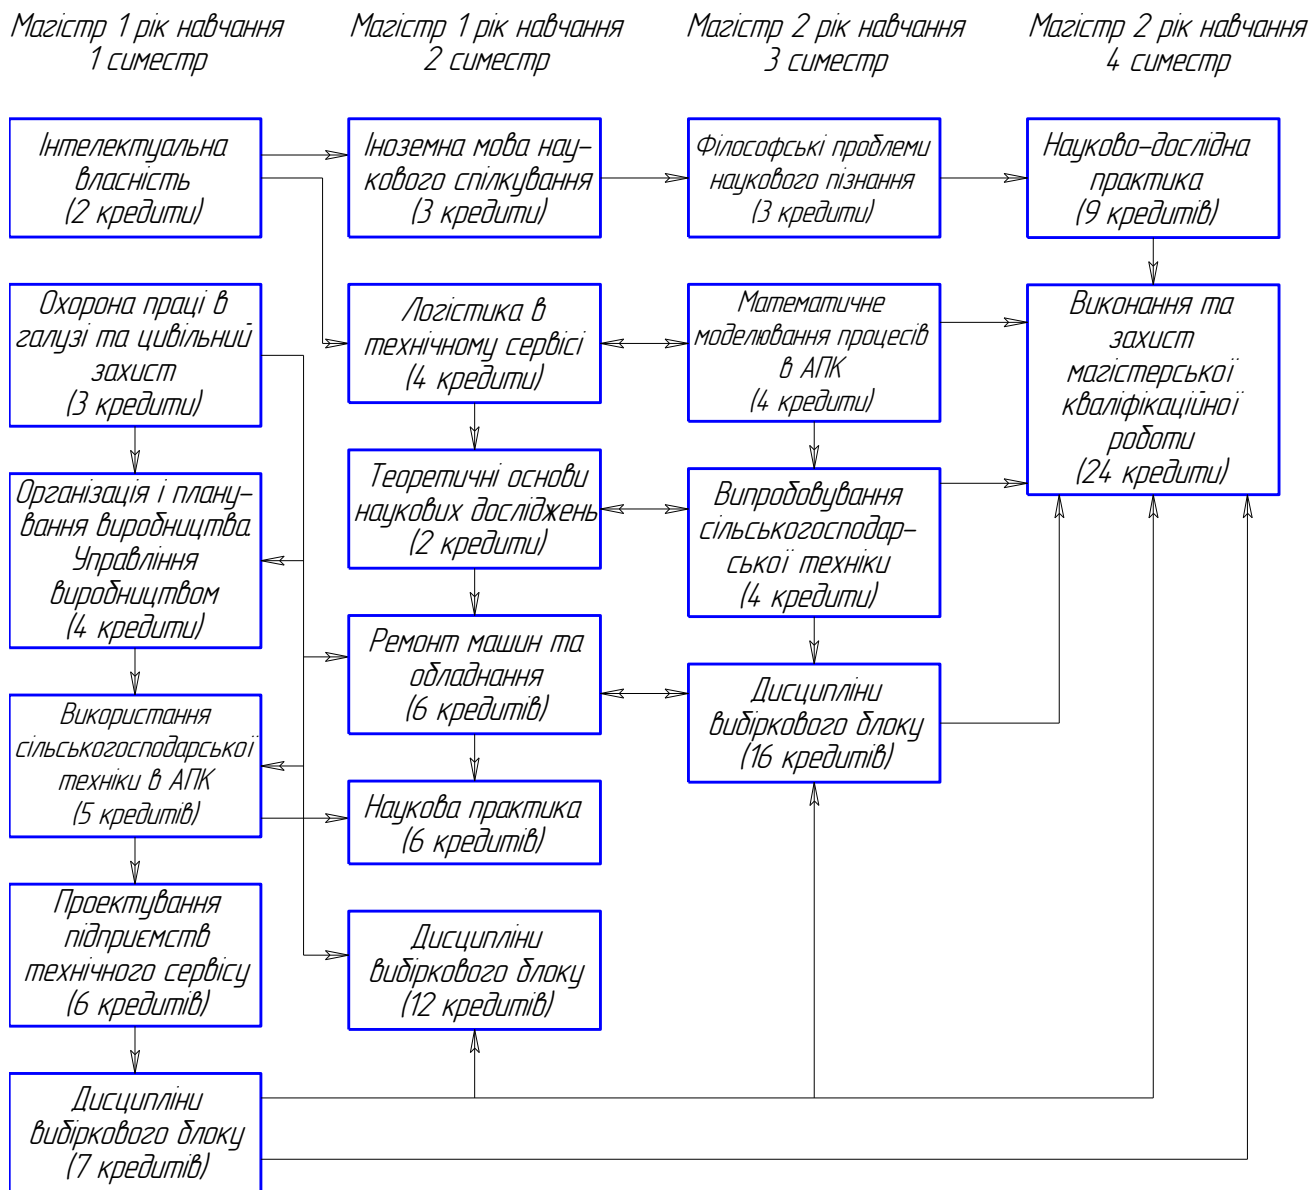 Магістр 1 рік навчання
1 симестр
Магістр 1 рік навчання
2 симестр
Магістр 2 рік навчання
3 симестр
Магістр 2 рік навчання
4 симестр
Інтелектуальна
власність
(2 кредити)
Охорона праці в
галузі та цивільний
захист
(3 кредити)
Організація і плану-
вання виробництва.
Управління
виробництвом
(4 кредити)
Використання
сільськогосподарської
техніки в АПК
(5 кредитів)
Проектування
підприємств
технічного сервісу
(6 кредитів)
Дисципліни
вибіркового блоку
(7 кредитів)
Іноземна мова нау-
кового спілкування
(3 кредити)
Логістика в
технічному сервісі
(4 кредити)
Теоретичні основи
наукових досліджень
(2 кредити)
Ремонт машин та
обладнання
(6 кредитів)
Наукова практика
(6 кредитів)
Дисципліни
вибіркового блоку
(12 кредитів)
Філософські проблеми
наукового пізнання
(3 кредити)
Математичне
моделювання процесів
в АПК
(4 кредити)
Випробовування
сільськогосподар-
ської техніки
(4 кредити)
Дисципліни
вибіркового блоку
(16 кредитів)
Науково-дослідна
практика
(9 кредитів)
Виконання та
захист
магістерської
кваліфікаційної
роботи
(24 кредити)